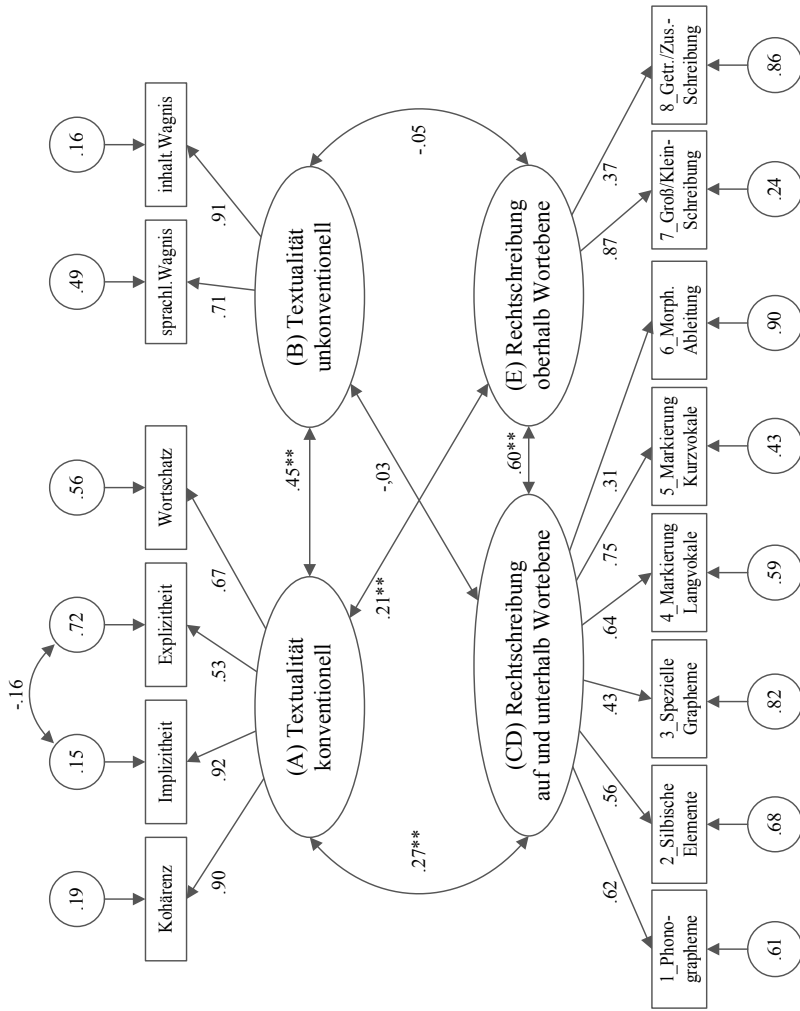 -.16
.19
.15
.72
.56
.49
.16
Kohärenz
Implizitheit
Explizitheit
Wortschatz
sprachl.Wagnis
inhalt.Wagnis
.90
.92
.53
.67
.71
.91
(A) Textualität
konventionell
(B) Textualität
unkonventionell
.45**
.27**
.21**
-,03
-.05
.60**
(CD) Rechtschreibung
auf und unterhalb Wortebene
(E) Rechtschreibung
oberhalb Wortebene
.62
.56
.43
.64
.75
.31
.87
.37
1_Phono-
grapheme
2_Silbische
Elemente
3_Spezielle
Grapheme
4_Markierung
Langvokale
5_Markierung
Kurzvokale
6_Morph.
Ableitung
7_Groß/Klein-
Schreibung
8_Getr./Zus.-
Schreibung
.61
.68
.82
.59
.43
.90
.24
.86